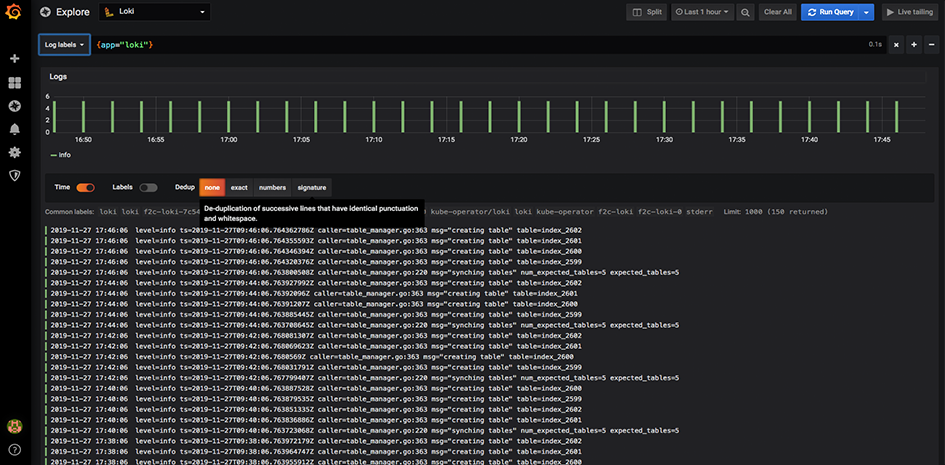 Explore
Loki
Split
Last 1 hour
Clear All
Run Query
Live tailing
Log labels
{app="loki"}
0.1s
Logs
6
4
2
0
16:50 16:55 17:00 17:05 17:10 17:15 17:20 17:25 17:30 17:35 17:40 17:45
Info
Time Labels Dedup none exact numbers signature
De-duplication of successive lines that have identical punctuation
and whitespace.
Common labels: loki loki f2c-loki-7c54 kube-operator/loki loki kube-operator f2c-loki f2c-loki-0 stderr Limit: 1000 (150 returned)
2019-11-27 17:46:06 level=info ts=2019-11-27T09:46:06.764362786Z caller=table_manager.go:363 msg="creating table" table=index_2602
2019-11-27 17:46:06 level=info ts=2019-11-27T09:46:06.764355593Z caller=table_manager.go:363 msg="creating table" table=index_2601
2019-11-27 17:46:06 level=info ts=2019-11-27T09:46:06.764346394Z caller=table_manager.go:363 msg="creating table" table=index_2600
2019-11-27 17:46:06 level=info ts=2019-11-27T09:46:06.764320376Z caller=table_manager.go:363 msg="creating table" table=index_2599
2019-11-27 17:46:06 level=info ts=2019-11-27T09:46:06.763800508Z caller=table_manager.go:220 msg="synching tables" num_expected_tables=5 expected_tables=5
2019-11-27 17:44:06 level=info ts=2019-11-27T09:44:06.763927992Z caller=table_manager.go:363 msg="creating table" table=index_2602
2019-11-27 17:44:06 level=info ts=2019-11-27T09:44:06.76392096Z caller=table_manager.go:363 msg="creating table" table=index_2601
2019-11-27 17:44:06 level=info ts=2019-11-27T09:44:06.76391207Z caller=table_manager.go:363 msg="creating table" table=index_2600
2019-11-27 17:44:06 level=info ts=2019-11-27T09:44:06.763885445Z caller=table_manager.go:363 msg="creating table" table=index_2599
2019-11-27 17:44:06 level=info ts=2019-11-27T09:44:06.763708645Z caller=table_manager.go:220 msg="synching tables" num_expected_tables=5 expected_tables=5
2019-11-27 17:42:06 level=info ts=2019-11-27T09:42:06.768081307Z caller=table_manager.go:363 msg="creating table" table=index_2602
2019-11-27 17:42:06 level=info ts=2019-11-27T09:42:06.768069623Z caller=table_manager.go:363 msg="creating table" table=index_2601
2019-11-27 17:42:06 level=info ts=2019-11-27T09:42:06.7680569Z caller=table_manager.go:363 msg="creating table" table=index_2600
2019-11-27 17:42:06 level=info ts=2019-11-27T09:42:06.768031791Z caller=table_manager.go:363 msg="creating table" table=index_2599
2019-11-27 17:42:06 level=info ts=2019-11-27T09:42:06.767799407Z caller=table_manager.go:220 msg="synching tables" num_expected_tables=5 expected_tables=5
2019-11-27 17:40:06 level=info ts=2019-11-27T09:40:06.763887528Z caller=table_manager.go:363 msg="creating table" table=index_2600
2019-11-27 17:40:06 level=info ts=2019-11-27T09:40:06.763879535Z caller=table_manager.go:363 msg="creating table" table=index_2599
2019-11-27 17:40:06 level=info ts=2019-11-27T09:40:06.763851335Z caller=table_manager.go:363 msg="creating table" table=index_2602
2019-11-27 17:40:06 level=info ts=2019-11-27T09:40:06.763836886Z caller=table_manager.go:363 msg="creating table" table=index_2601
2019-11-27 17:40:06 level=info ts=2019-11-27T09:40:06.763723068Z caller=table_manager.go:220 msg="synching tables" num_expected_tables=5 expected_tables=5
2019-11-27 17:38:06 level=info ts=2019-11-27T09:38:06.763972179Z caller=table_manager.go:363 msg="creating table" table=index_2602
2019-11-27 17:38:06 level=info ts=2019-11-27T09:38:06.763964747Z caller=table_manager.go:363 msg="creating table" table=index_2601
2019-11-27 17:38:06 level=info ts=2019-11-27T09:38:06.763955912Z caller=table_manager.go:363 msg="creating table" table=index_2600